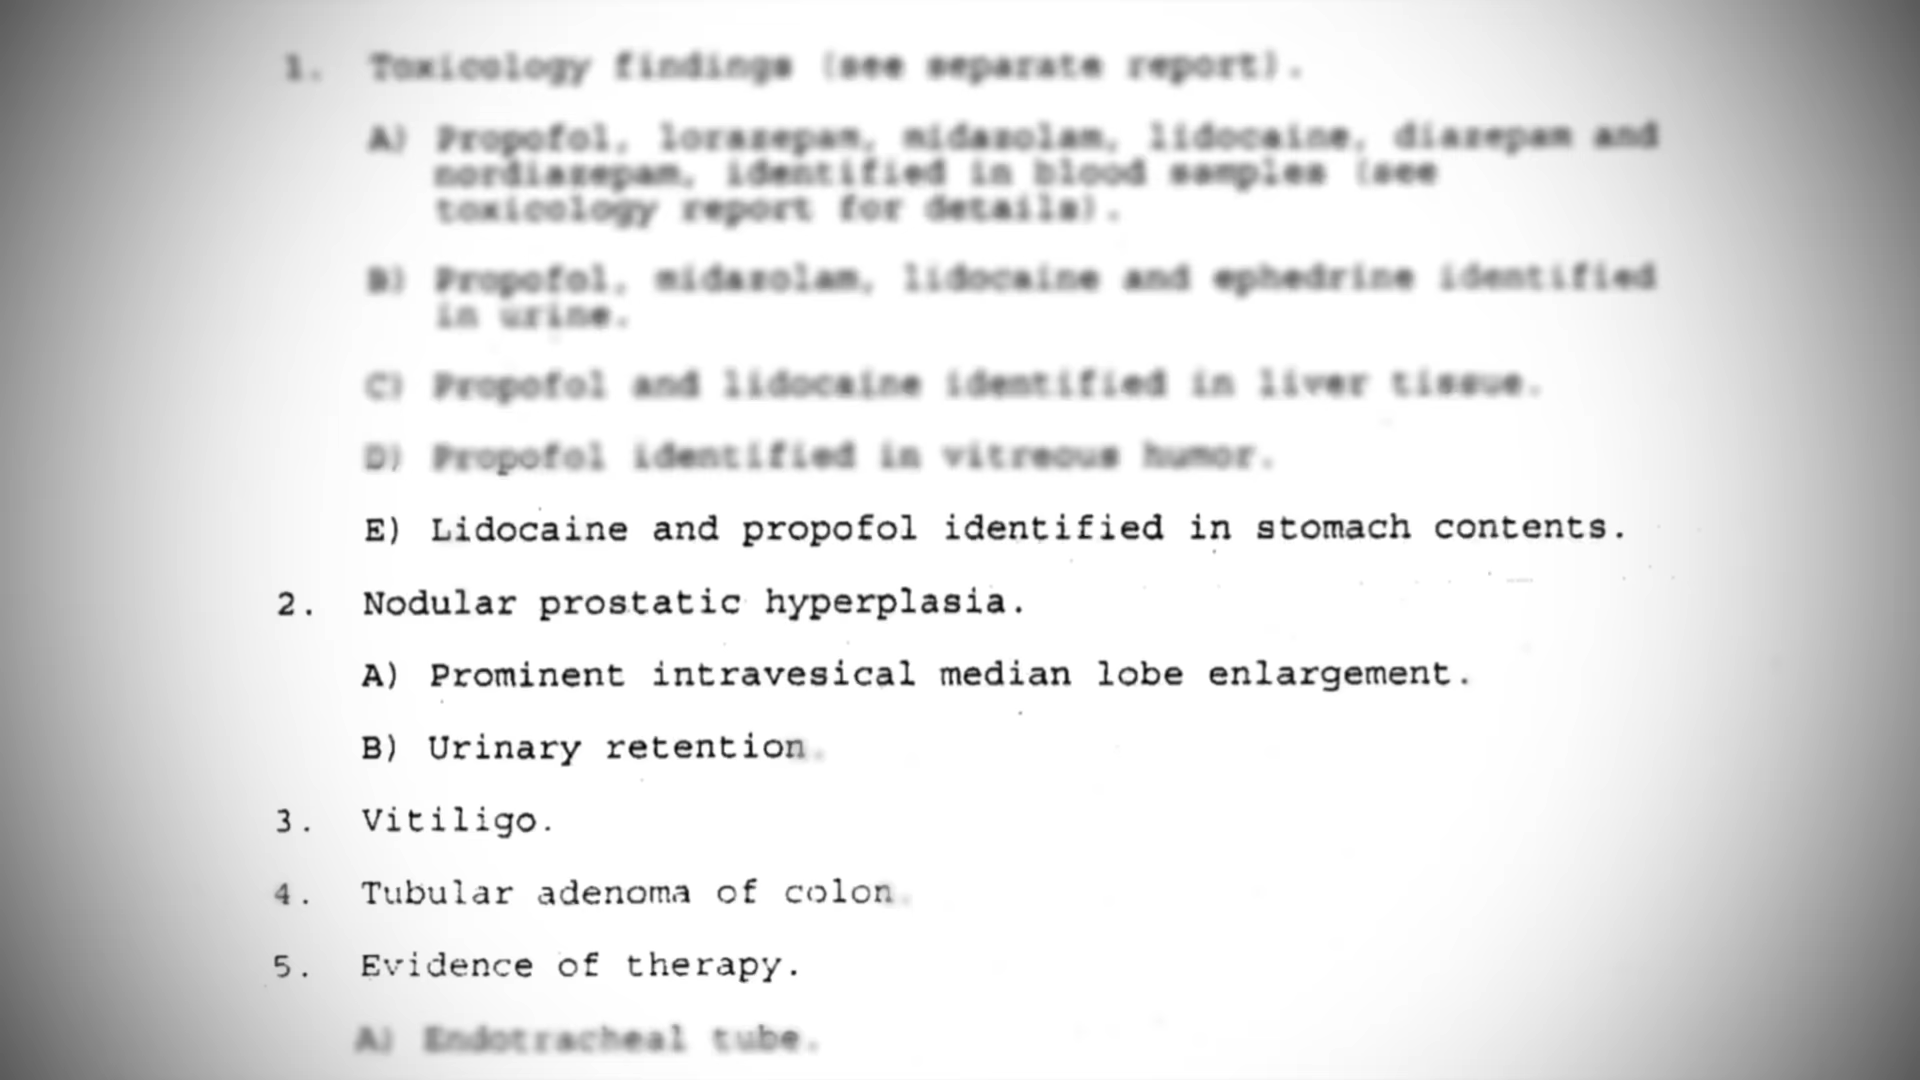 1. Toxicology findings (see separate report).
A) Propofol, lorazepam, midazolam, lidocaine, diazepam and
nordiazepam, identified in blood samples (see
toxicology report for details).
B) Propofol, midazolam, lidocaine and ephedrine identified
in urine.
C) Propofol and lidocaine identified in liver tissue.
D) Propofol identified in vitreous humor.
E) Lidocaine and propofol identified in stomach contents.
2. Nodular prostatic hyperplasia.
A) Prominent intravesical median lobe enlargement.
B) Urinary retention.
3. Vitiligo.
4. Tubular adenoma of colon.
5. Evidence of therapy.
A) Endotracheal tube.